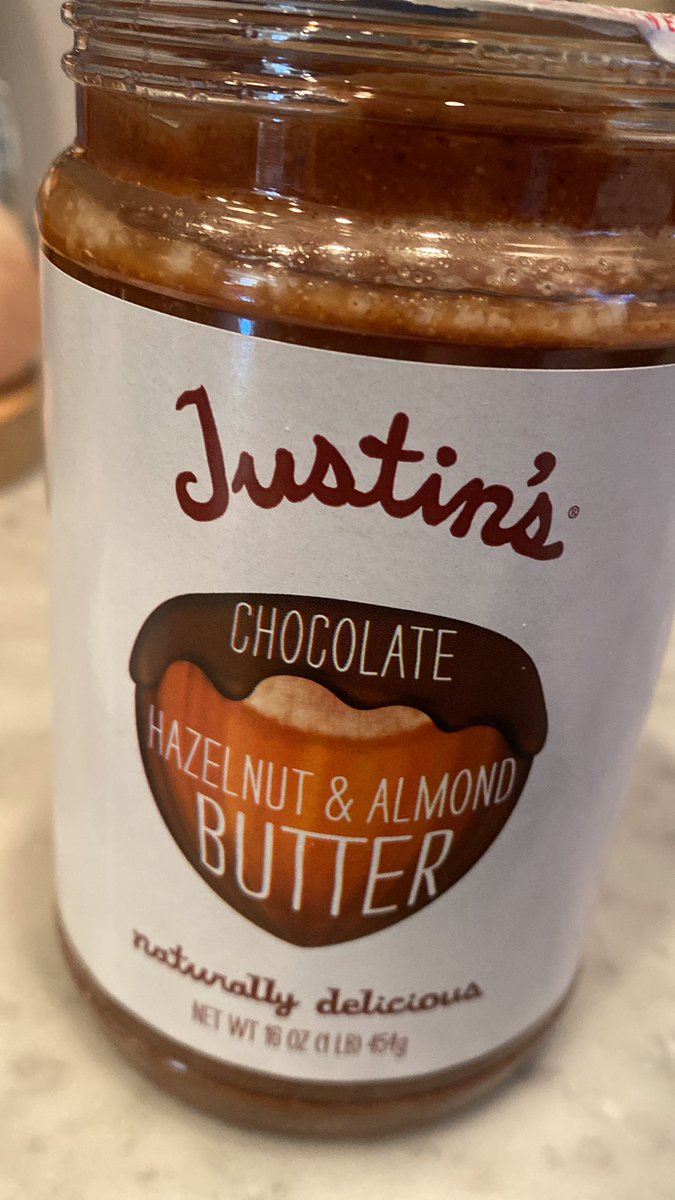 Justin's®
CHOCOLATE
HAZELNUT & ALMOND
BUTTER
naturally delicious
NET WT 16 OZ (1 LB) 454g